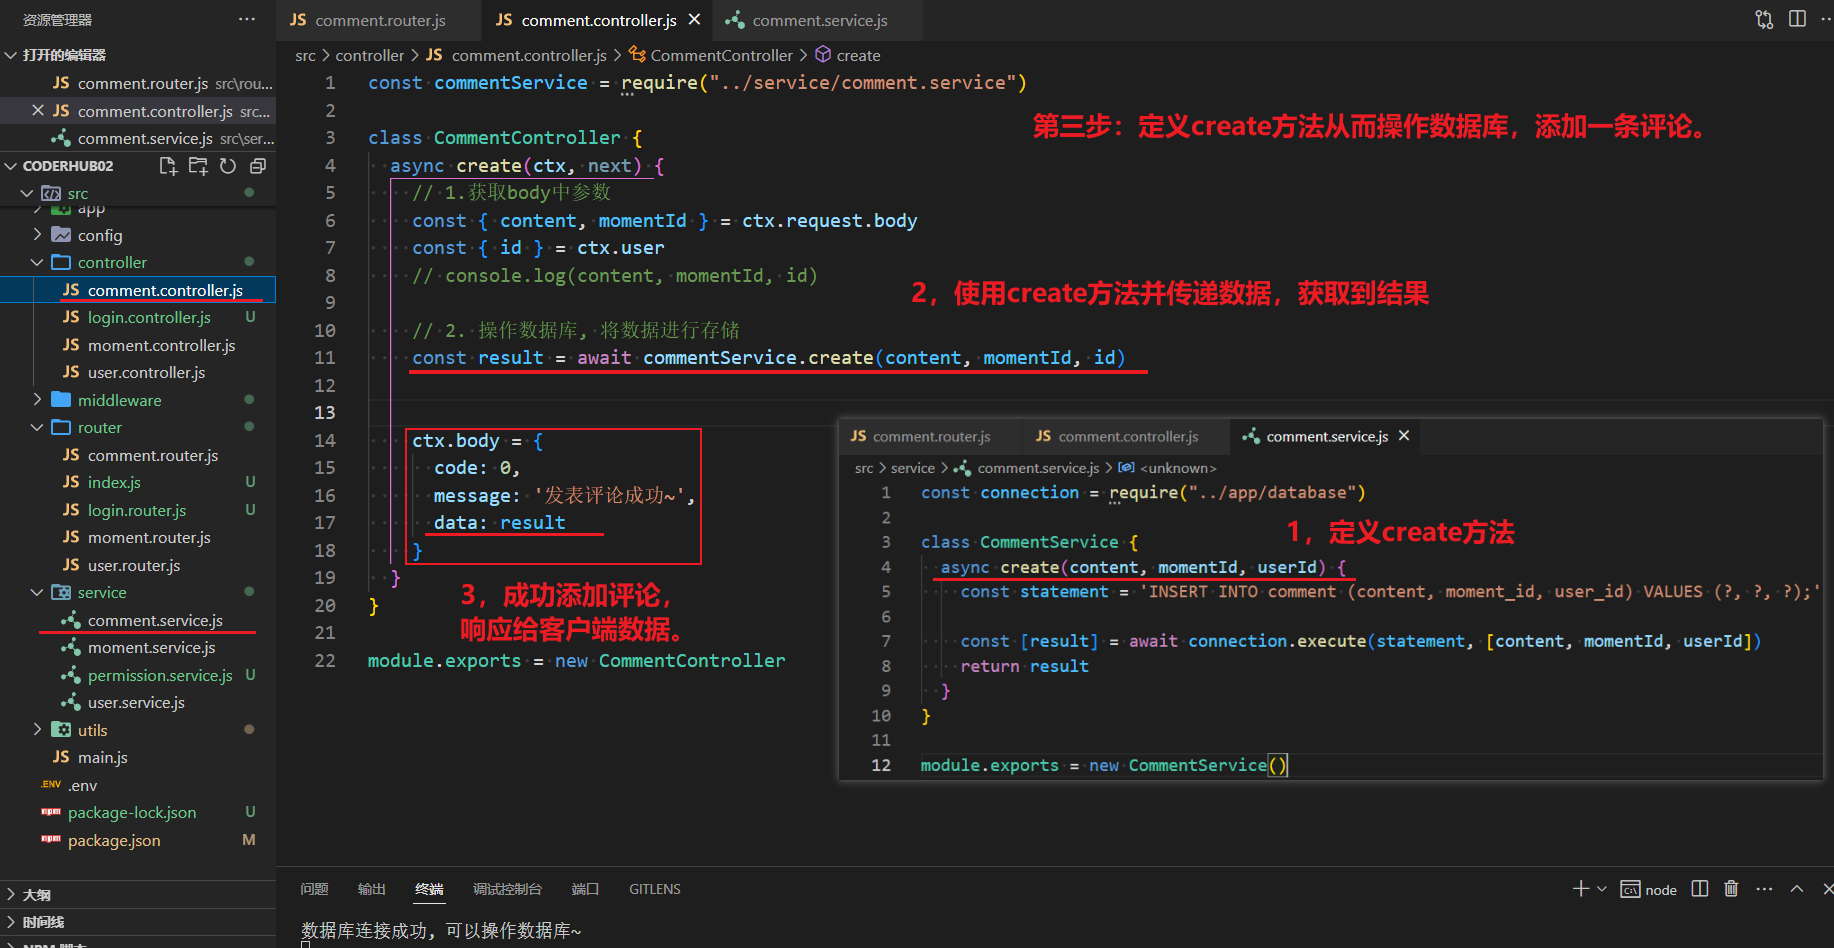 资源管理器
打开的编辑器
comment.router.js src\rou...
comment.controller.js src...
comment.service.js src\ser...
CODERHUB02
src
app
config
controller
comment.controller.js
login.controller.js U
moment.controller.js
user.controller.js
middleware
router
comment.router.js
index.js U
login.router.js U
moment.router.js
user.router.js
service
comment.service.js
moment.service.js
permission.service.js U
user.service.js
utils
main.js
.env
package-lock.json U
package.json M
大纲
时间线
JS comment.router.js JS comment.controller.js comment.service.js
src > controller > JS comment.controller.js > CommentController > create
1 const commentService = require("../service/comment.service")
2
3 class CommentController {
4 async create(ctx, next) {
5 // 1.获取body中参数
6 const { content, momentId } = ctx.request.body
7 const { id } = ctx.user
8 // console.log(content, momentId, id)
9
10 // 2. 操作数据库, 将数据进行存储
11 const result = await commentService.create(content, momentId, id)
12
13
14 ctx.body = {
15 code: 0,
16 message: '发表评论成功~',
17 data: result
18 }
19 }
20 }
21
22 module.exports = new CommentController
第三步：定义create方法从而操作数据库，添加一条评论。
2，使用create方法并传递数据，获取到结果
3，成功添加评论，
响应给客户端数据。
JS comment.router.js JS comment.controller.js comment.service.js
src > service > comment.service.js > <unknown>
1 const connection = require("../app/database")
2
3 class CommentService {
4 async create(content, momentId, userId) {
5 const statement = 'INSERT INTO comment (content, moment_id, user_id) VALUES (?, ?, ?);'
6
7 const [result] = await connection.execute(statement, [content, momentId, userId])
8 return result
9 }
10 }
11
12 module.exports = new CommentService()
1，定义create方法
问题 输出 终端 调试控制台 端口 GITLENS
node
数据库连接成功, 可以操作数据库~